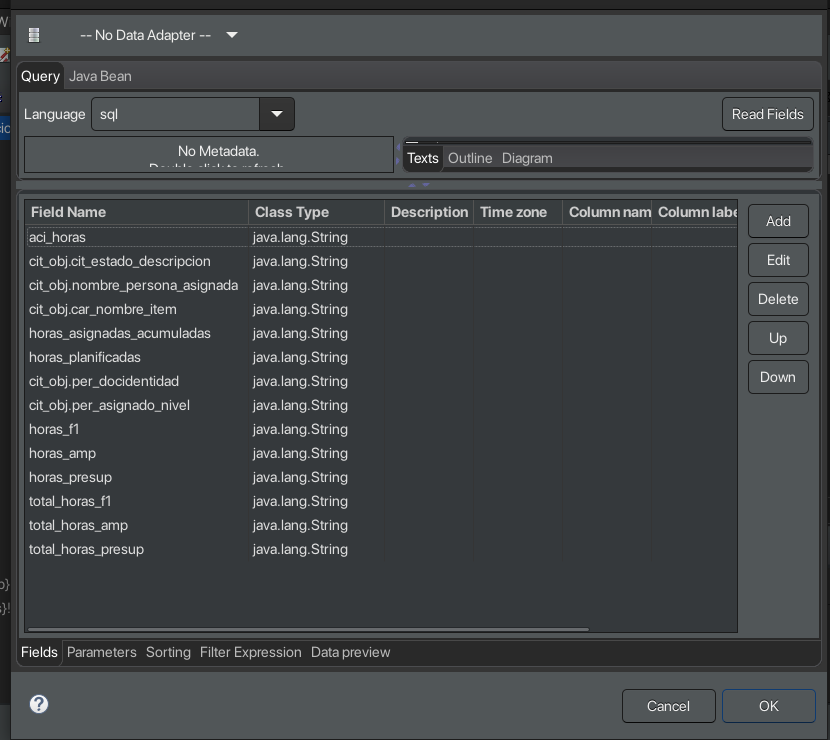 -- No Data Adapter --
Query Java Bean
Language sql Read Fields
No Metadata.
Texts Outline Diagram
Field Name Class Type Description Time zone Column nam Column labe
aci_horas java.lang.String
cit_obj.cit_estado_descripcion java.lang.String
cit_obj.nombre_persona_asignada java.lang.String
cit_obj.car_nombre_item java.lang.String
horas_asignadas_acumuladas java.lang.String
horas_planificadas java.lang.String
cit_obj.per_docidentidad java.lang.String
cit_obj.per_asignado_nivel java.lang.String
horas_f1 java.lang.String
horas_amp java.lang.String
horas_presup java.lang.String
total_horas_f1 java.lang.String
total_horas_amp java.lang.String
total_horas_presup java.lang.String
Add
Edit
Delete
Up
Down
Fields Parameters Sorting Filter Expression Data preview
?
Cancel OK